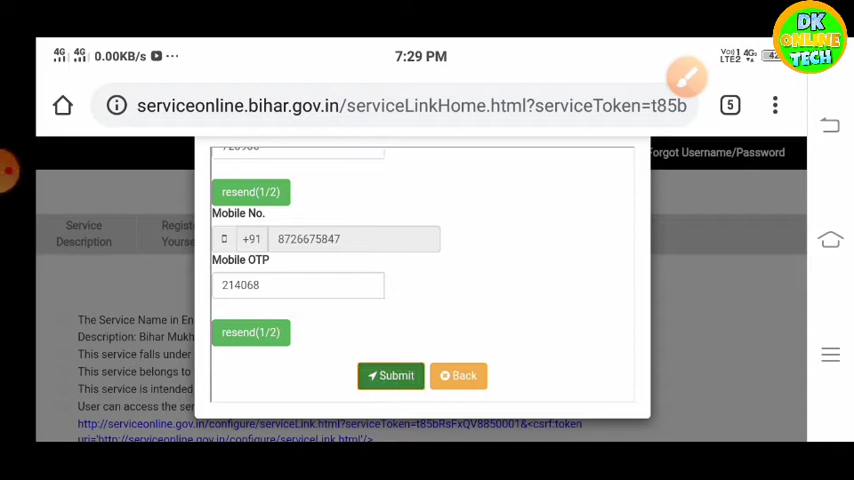 DK
ONLINE
TECH
4G 4G 0.00KB/s ...
7:29 PM
LTE2 4G
serviceonline.bihar.gov.in/serviceLinkHome.html?serviceToken=t85b
5
Forgot Username/Password
resend(1/2)
Service
Description
Regist
Yourse
Mobile No.
+91 8726675847
Mobile OTP
214068
resend(1/2)
Submit
Back
The Service Name in En
Description: Bihar Mukh
This service falls under
This service belongs to
This service is intended
User can access the ser
http://serviceonline.gov.in/configure/serviceLink.html?serviceToken=t85bRsFxQV8850001&<csrf:token
uri='http://serviceonline.gov.in/configure/serviceLink.html'/>